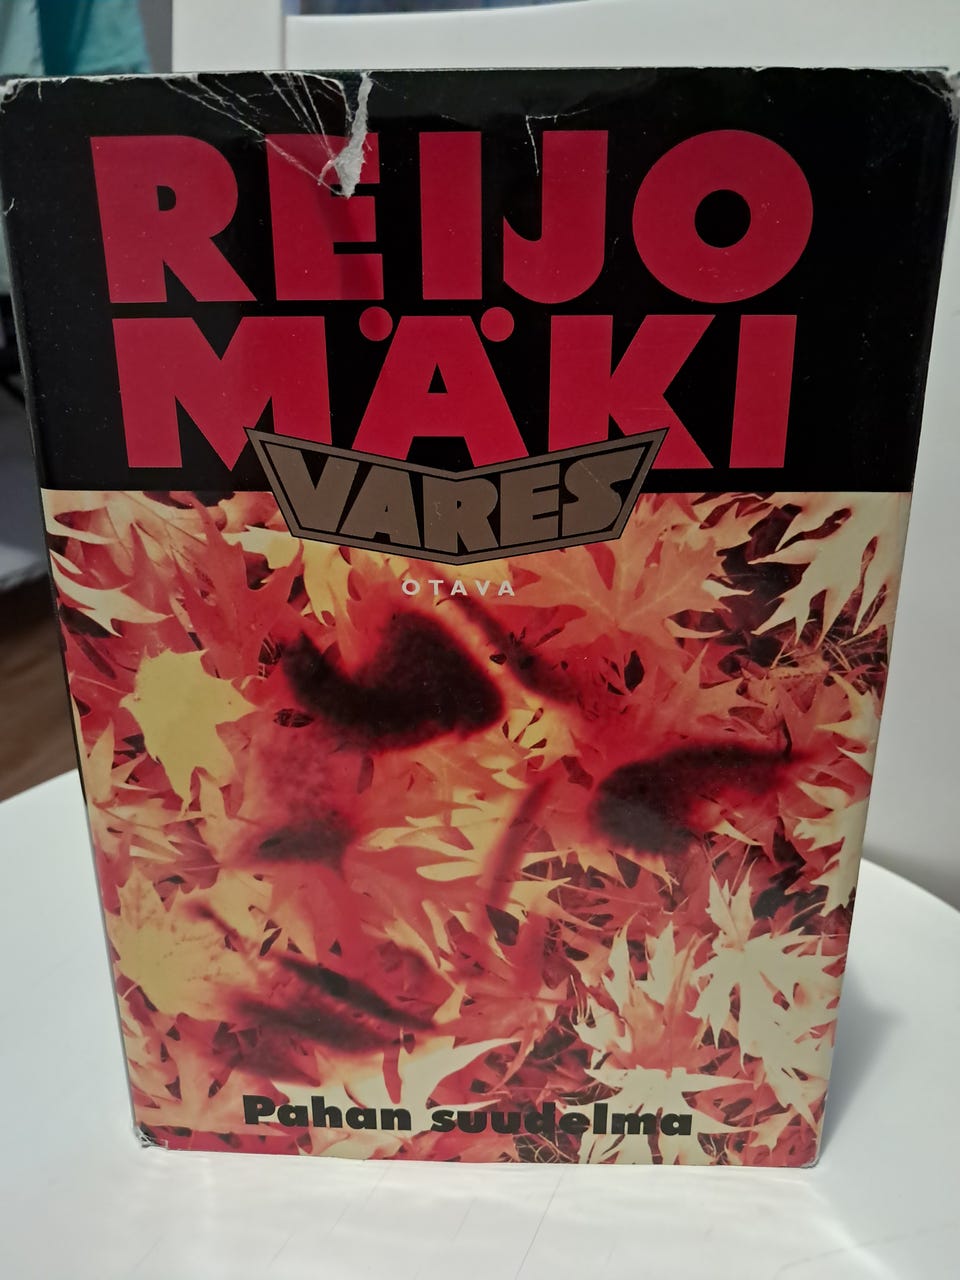 REIJO
MÄKI
VARES
OTAVA
Pahan suudelma